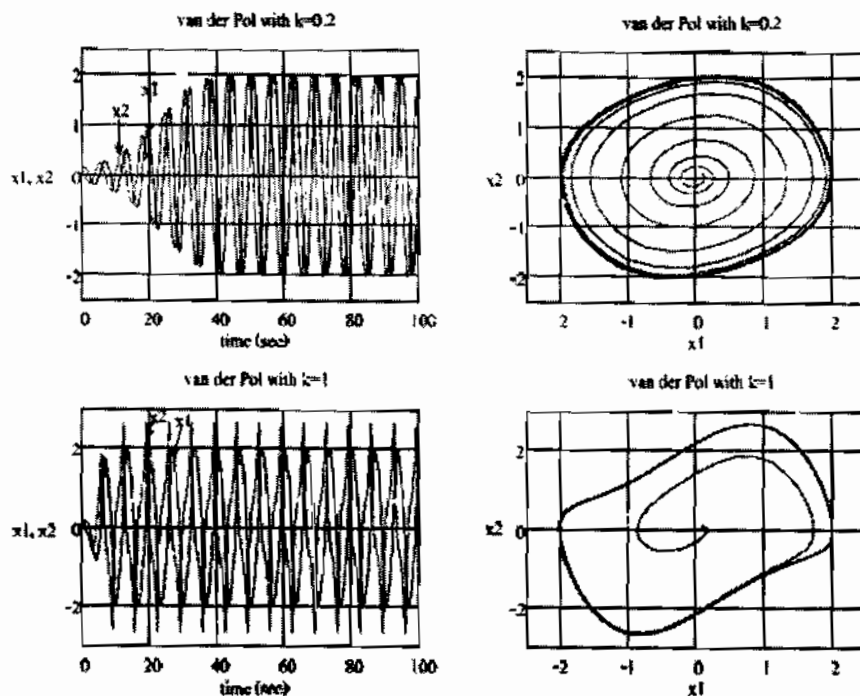 van der Pol with k=0.2
2
1
0
-1
-2
x1, x2
x2
x1
0 20 40 60 80 100
time (sec)
van der Pol with k=0.2
2
1
0
-1
-2
x2
2 -1 0 1 2
x1
van der Pol with k=1
2
0
-2
x1, x2
x2
x1
0 20 40 60 80 100
time (sec)
van der Pol with k=1
2
0
-2
x2
-2 -1 0 1 2
x1